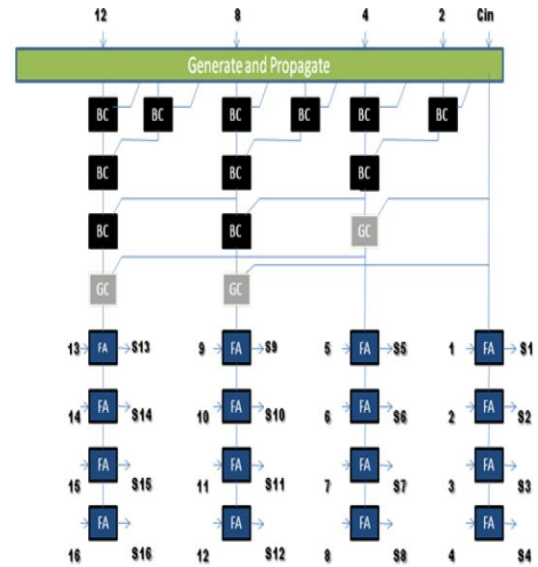 12 8 4 2 Cin
Generate and Propagate
BC BC BC BC BC BC
BC BC BC
BC BC GC
GC GC
13 FA S13 9 FA S9 5 FA S5 1 FA S1
14 FA S14 10 FA S10 6 FA S6 2 FA S2
15 FA S15 11 FA S11 7 FA S7 3 FA S3
16 FA S16 12 FA S12 8 FA S8 4 FA S4